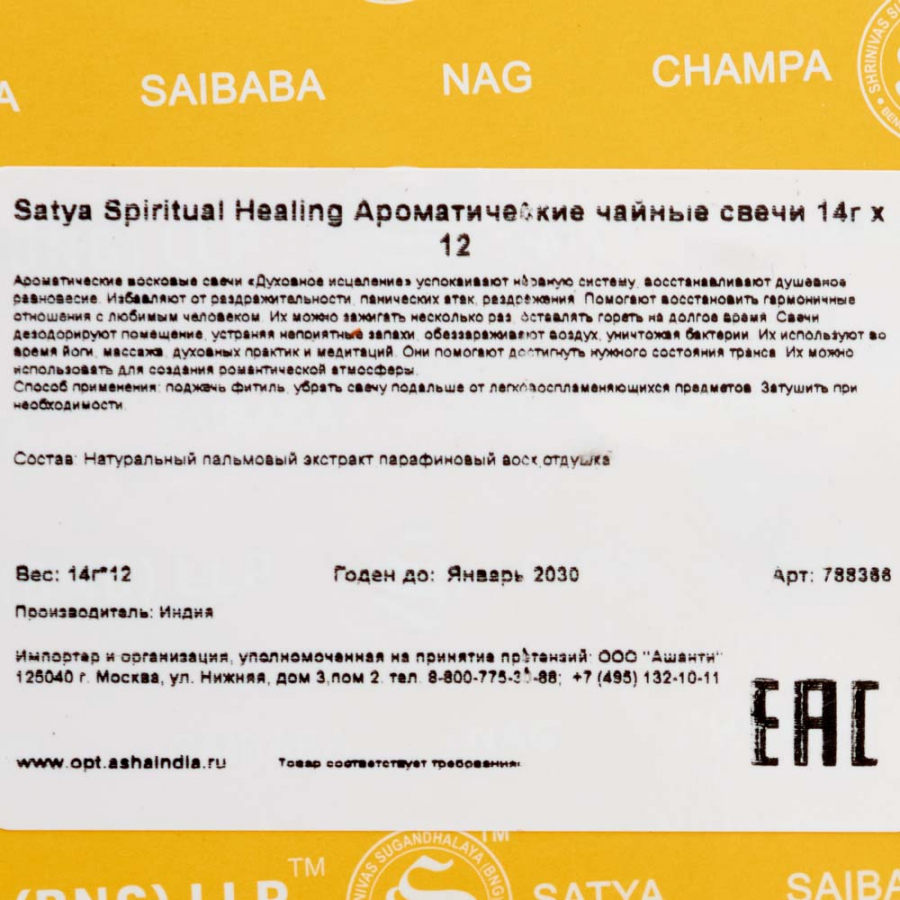 SAIBABA NAG CHAMPA
SHRINIVAS
Satya Spiritual Healing Ароматические чайные свечи 14г х
12
Ароматические восковые свечи «Духовное исцеление» успокаивают нервную систему, восстанавливают душевное
равновесие. Избавляют от раздражительности, панических атак, раздражения. Помогают восстановить гармоничные
отношения с любимым человеком. Их можно зажигать несколько раз, оставлять гореть на долгое время. Свечи
дезодорируют помещение, устраняя неприятные запахи, обеззараживают воздух, уничтожая бактерии. Их используют во
время йоги, массажа, духовных практик и медитаций. Они помогают достигнуть нужного состояния транса. Их можно
использовать для создания романтической атмосферы.
Способ применения: поджечь фитиль, убрать свечу подальше от легковоспламеняющихся предметов. Затушить при
необходимости.
Состав: Натуральный пальмовый экстракт парафиновый воск,отдушка
Вес: 14г*12 Годен до: Январь 2030 Арт: 788388
Производитель: Индия
Импортер и организация, уполномоченная на принятие претензий: ООО "Ашанти"
125040 г. Москва, ул. Нижняя, дом 3,пом 2. тел. +7 (495) 132-10-11
EAC
www.opt.ashaindia.ru Товар соответствует требованиям
(BNG) LLP TM SHRINIVAS SUGANDHALAYA (BNG) TM SATYA SAIBA